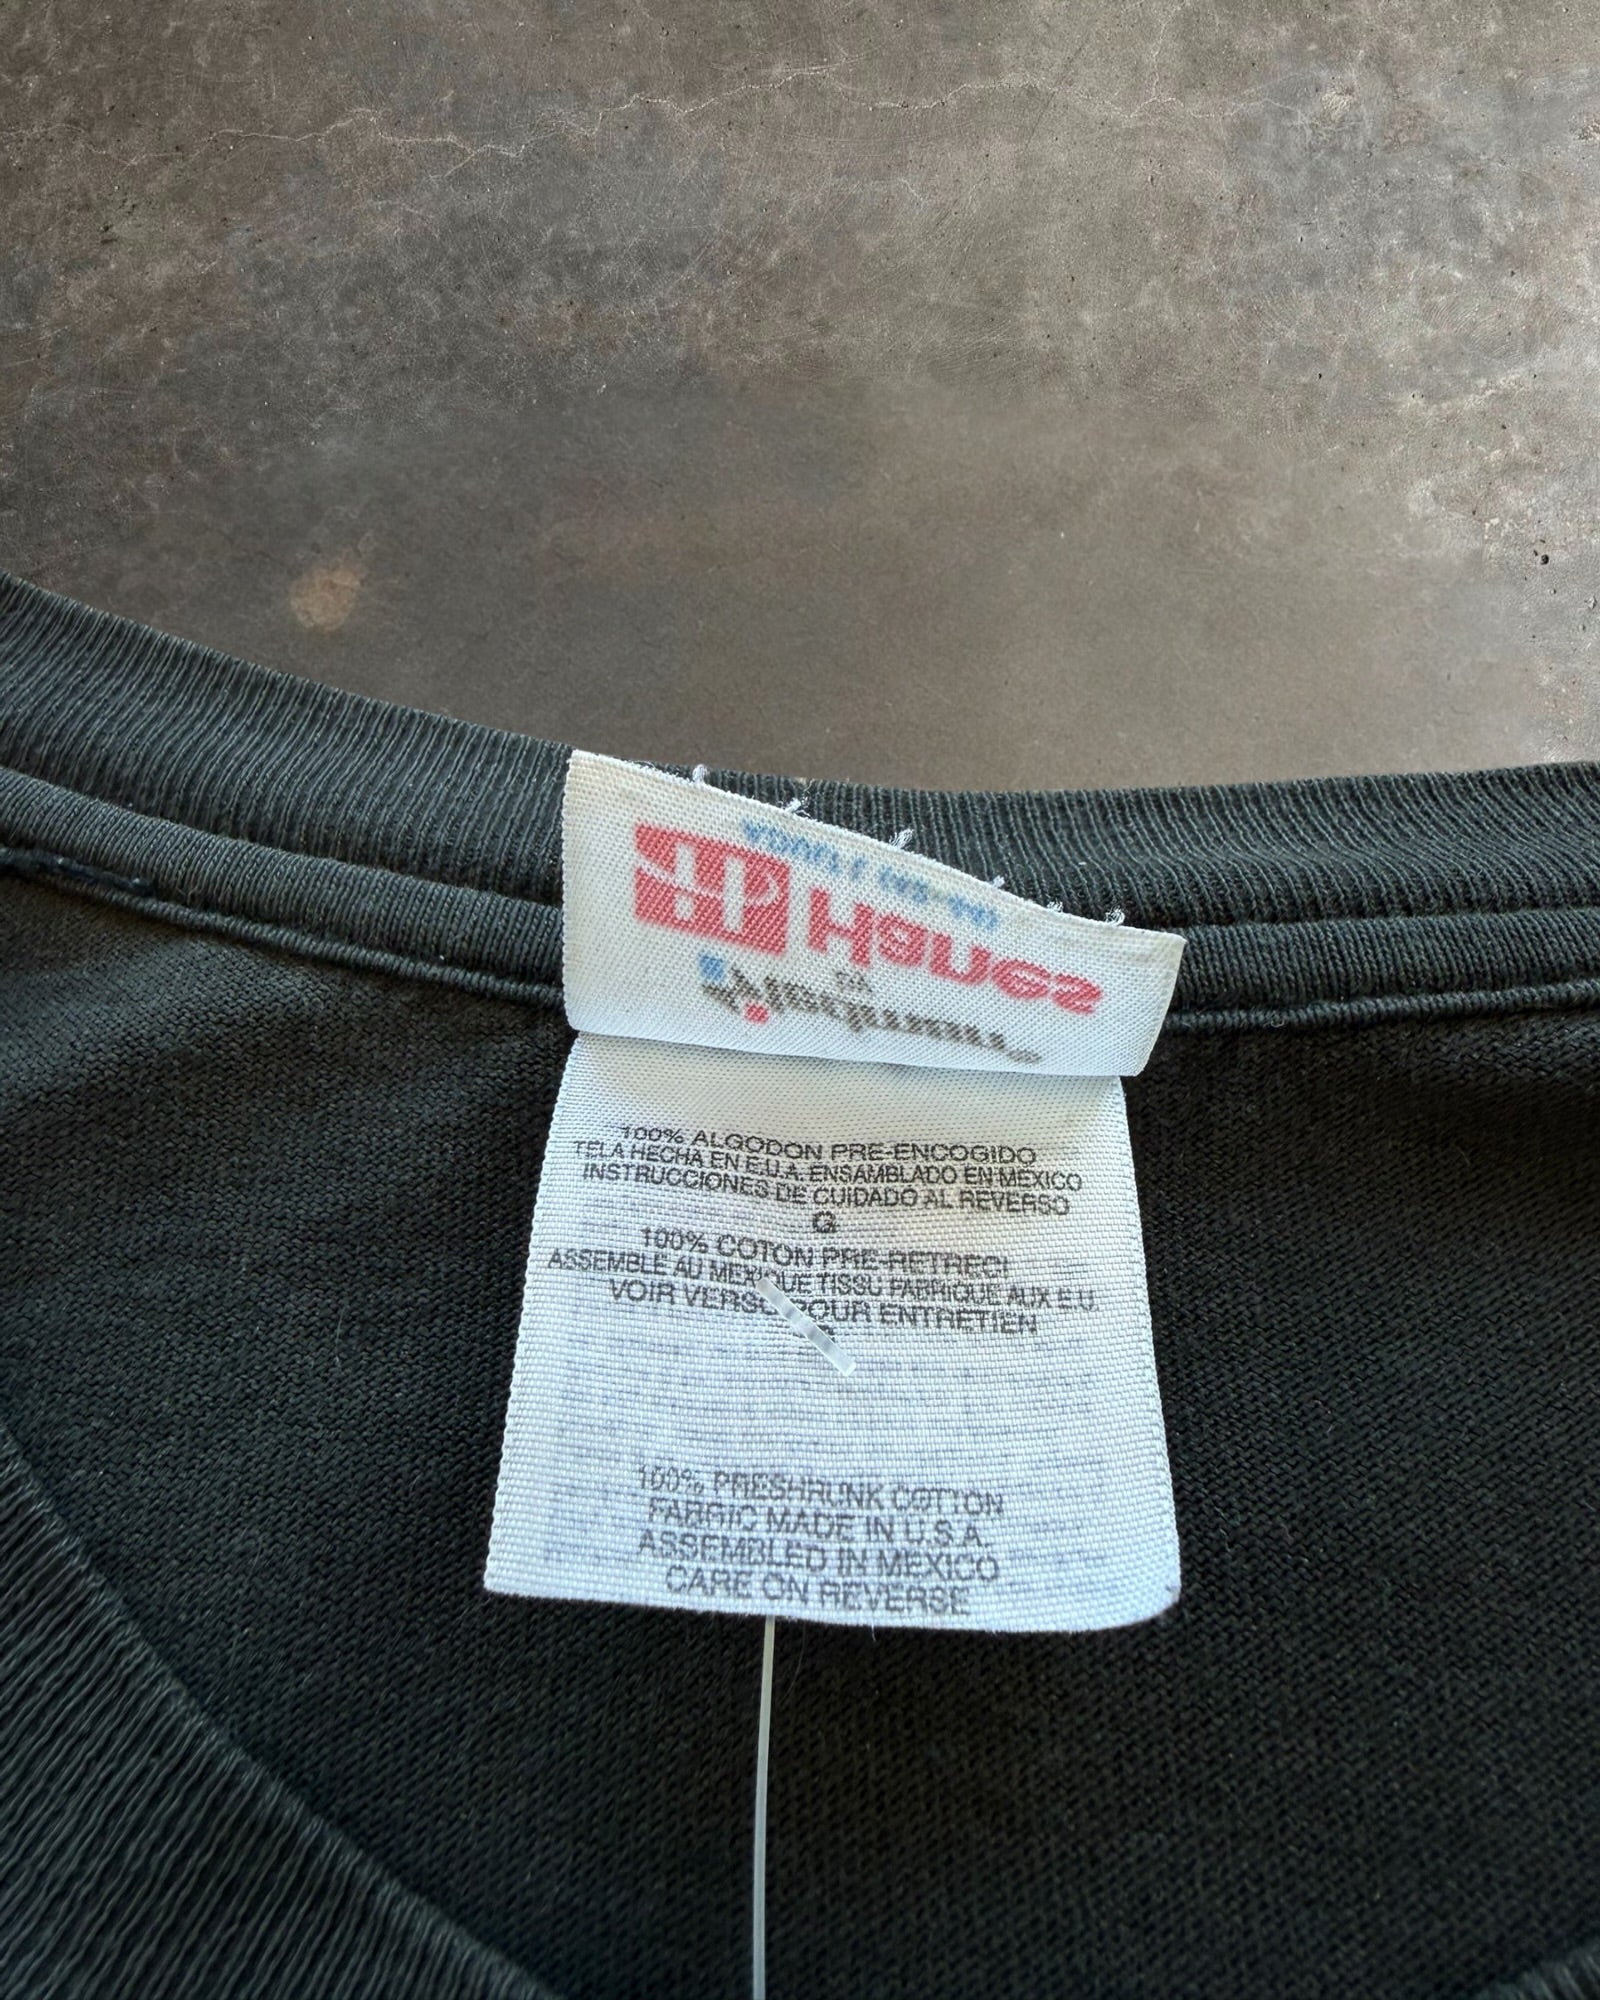 Hanes
100% ALGODON PRE-ENCOGIDO
TELA HECHA EN E.U.A. ENSAMBLADO EN MEXICO
INSTRUCCIONES DE CUIDADO AL REVERSO
G
100% COTON PRE-RETRECI
ASSEMBLE AU MEXIQUE TISSU FABRIQUE AUX E.U.
VOIR VERSO POUR ENTRETIEN
100% PRESHRUNK COTTON
FABRIC MADE IN U.S.A.
ASSEMBLED IN MEXICO
CARE ON REVERSE